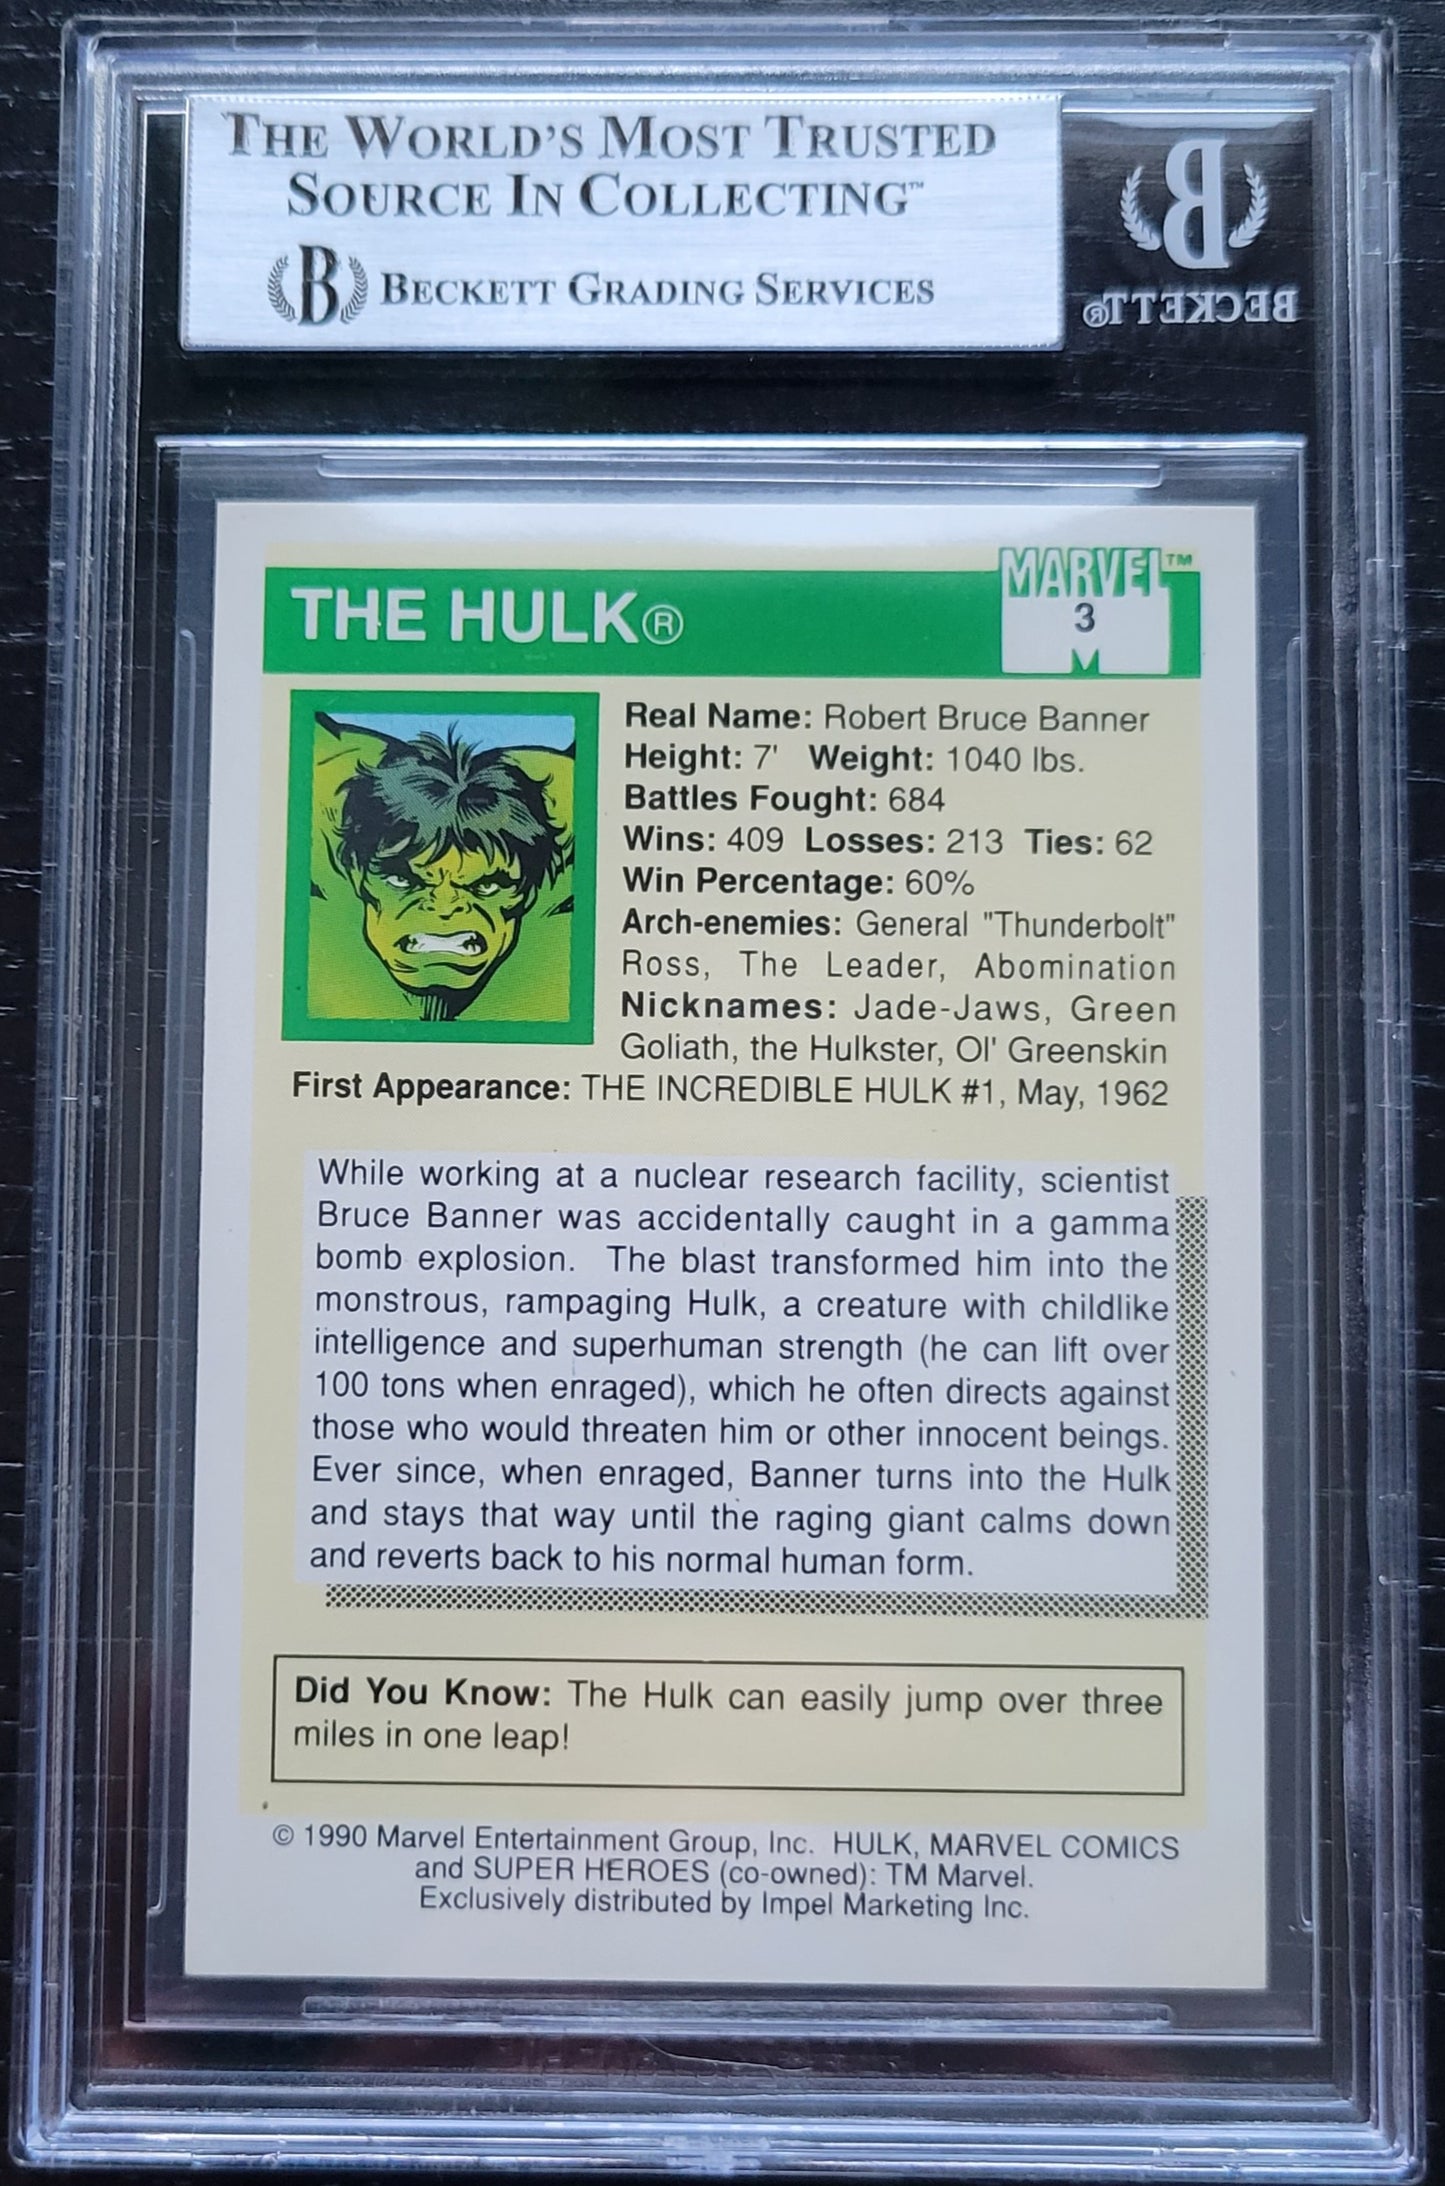 THE WORLD'S MOST TRUSTED
SOURCE IN COLLECTING™
B BECKETT GRADING SERVICES
B
BECKETT®
THE HULK®
MARVEL™
3
Real Name: Robert Bruce Banner
Height: 7' Weight: 1040 lbs.
Battles Fought: 684
Wins: 409 Losses: 213 Ties: 62
Win Percentage: 60%
Arch-enemies: General "Thunderbolt"
Ross, The Leader, Abomination
Nicknames: Jade-Jaws, Green
Goliath, the Hulkster, Ol' Greenskin
First Appearance: THE INCREDIBLE HULK #1, May, 1962
While working at a nuclear research facility, scientist
Bruce Banner was accidentally caught in a gamma
bomb explosion. The blast transformed him into the
monstrous, rampaging Hulk, a creature with childlike
intelligence and superhuman strength (he can lift over
100 tons when enraged), which he often directs against
those who would threaten him or other innocent beings.
Ever since, when enraged, Banner turns into the Hulk
and stays that way until the raging giant calms down
and reverts back to his normal human form.
Did You Know: The Hulk can easily jump over three
miles in one leap!
© 1990 Marvel Entertainment Group, Inc. HULK, MARVEL COMICS
and SUPER HEROES (co-owned): TM Marvel.
Exclusively distributed by Impel Marketing Inc.